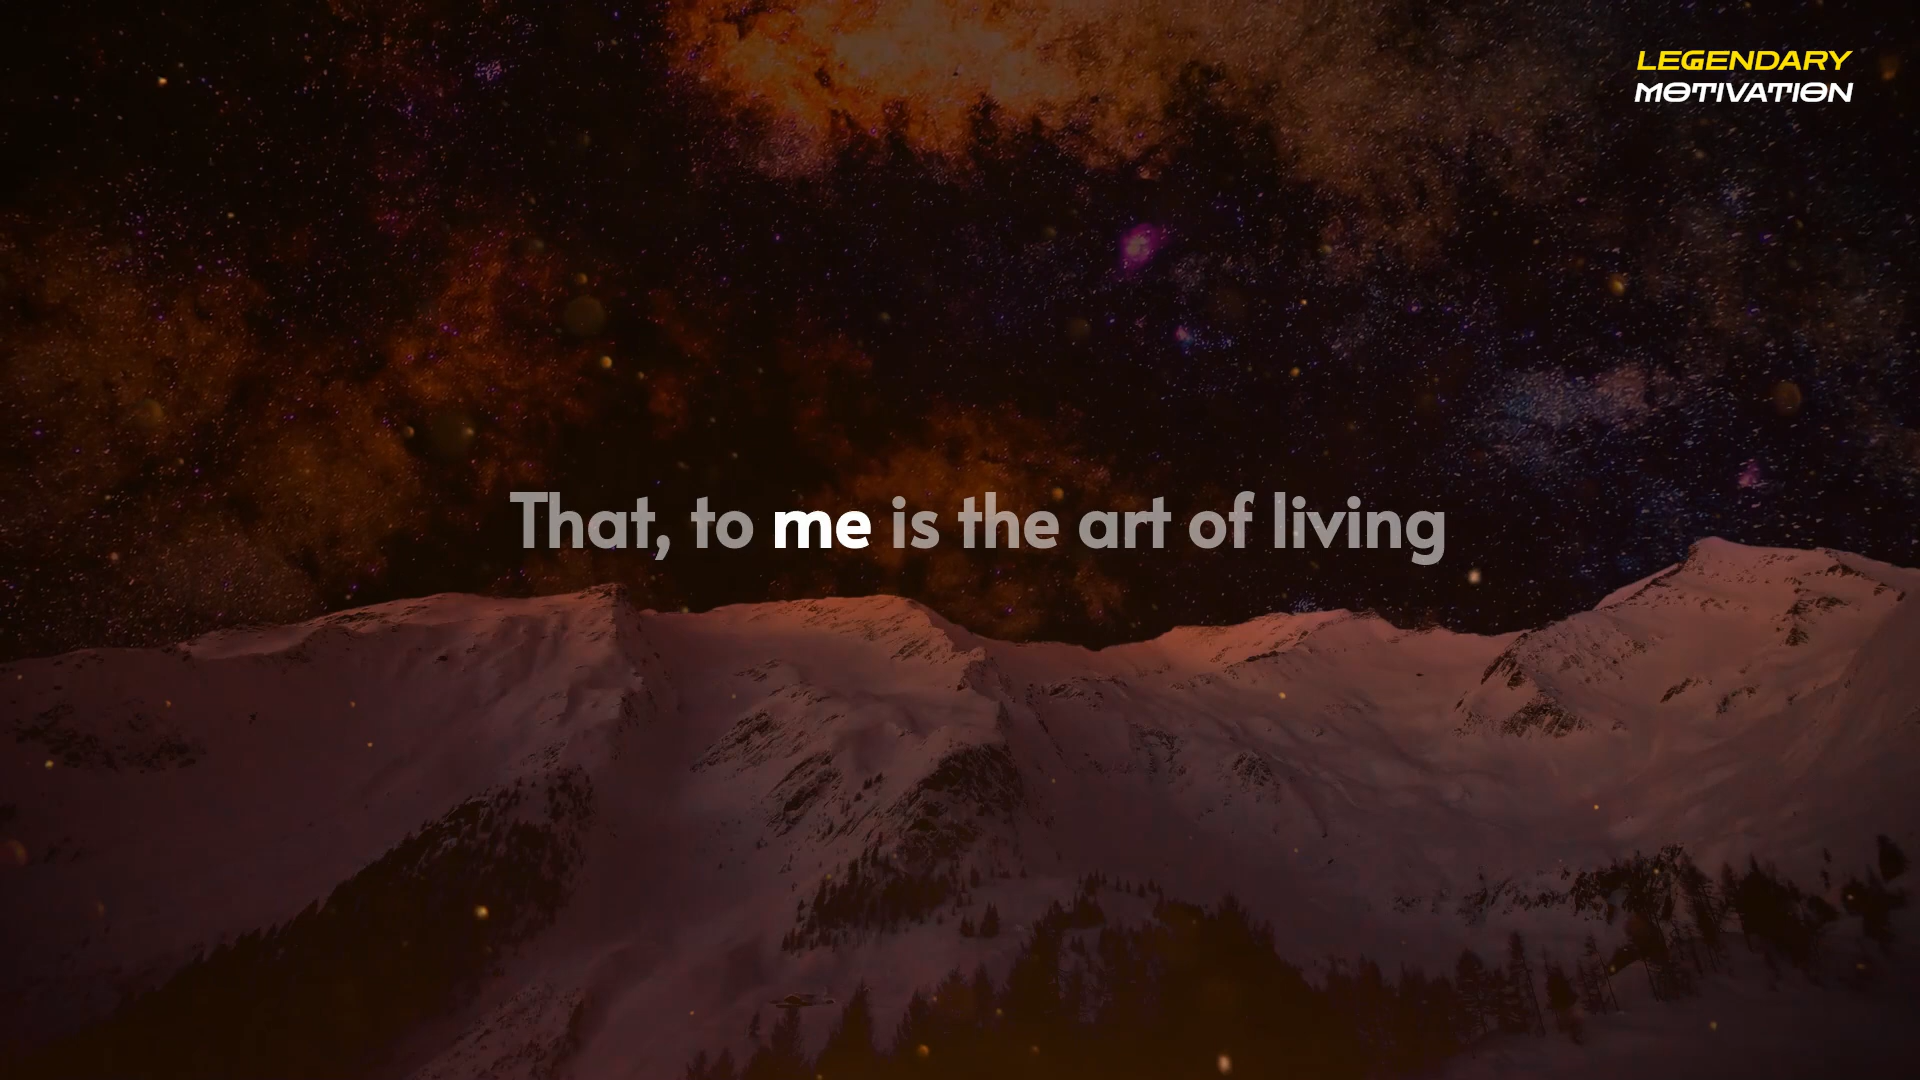 LEGENDARY
MOTIVATION
That, to me is the art of living